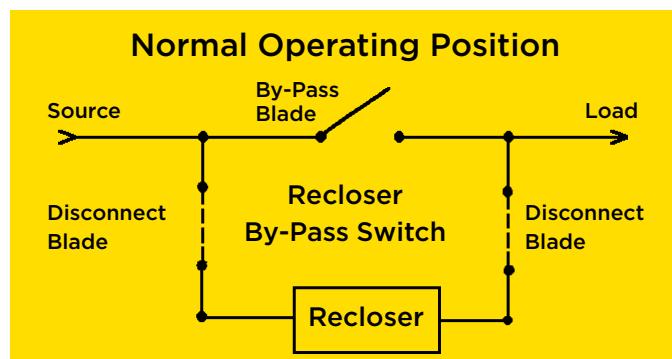 Normal Operating Position
By-Pass
Blade
Source
Load
Disconnect
Blade
Recloser
By-Pass Switch
Disconnect
Blade
Recloser